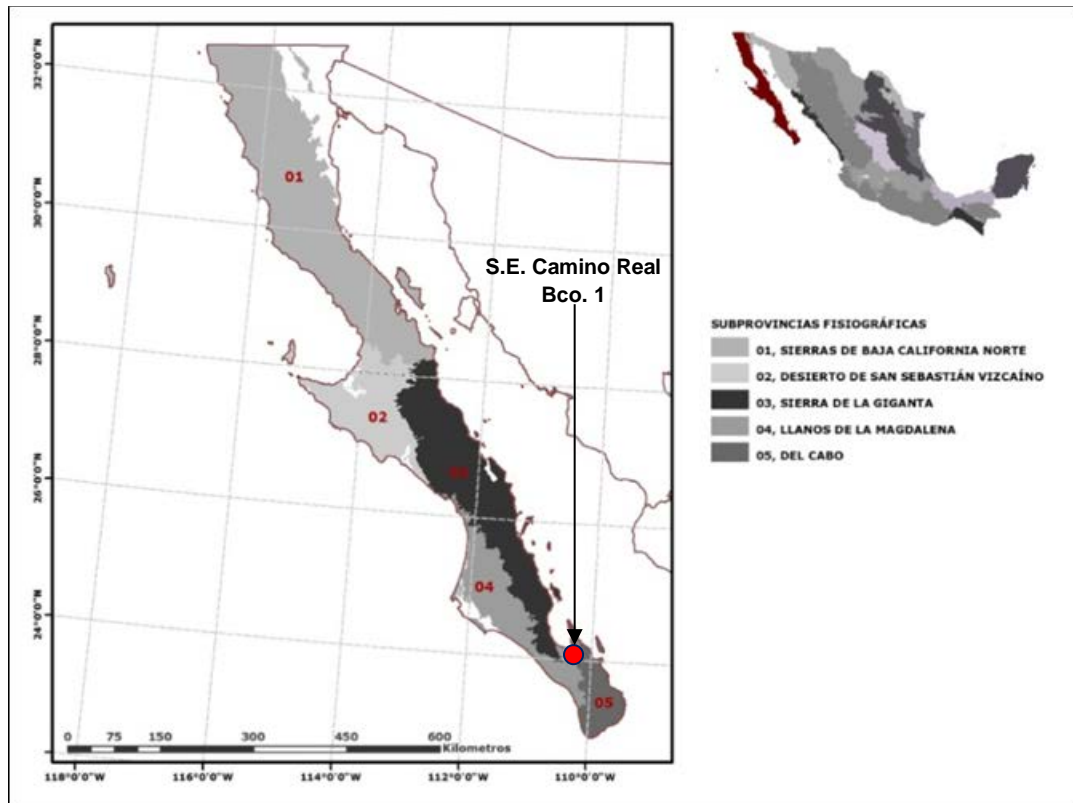 32°0'0"N
30°0'0"N
28°0'0"N
26°0'0"N
24°0'0"N
01
02
03
04
05
S.E. Camino Real
Bco. 1
0 75 150 300 450 600
Kilometros
118°0'0"W 116°0'0"W 114°0'0"W 112°0'0"W 110°0'0"W
SUBPROVINCIAS FISIOGRÁFICAS
01, SIERRAS DE BAJA CALIFORNIA NORTE
02, DESIERTO DE SAN SEBASTIÁN VIZCAÍNO
03, SIERRA DE LA GIGANTA
04, LLANOS DE LA MAGDALENA
05, DEL CABO